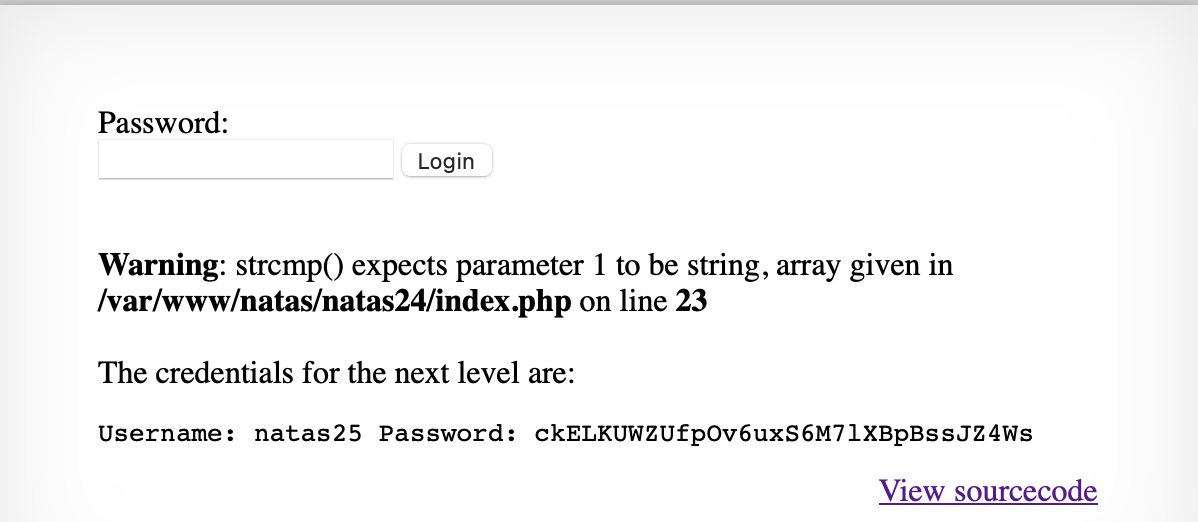 Password:
Login
Warning: strcmp() expects parameter 1 to be string, array given in
/var/www/natas/natas24/index.php on line 23
The credentials for the next level are:
Username: natas25 Password: ckELKUWZUfpOv6uxS6M7lXBpBssJZ4Ws
View sourcecode